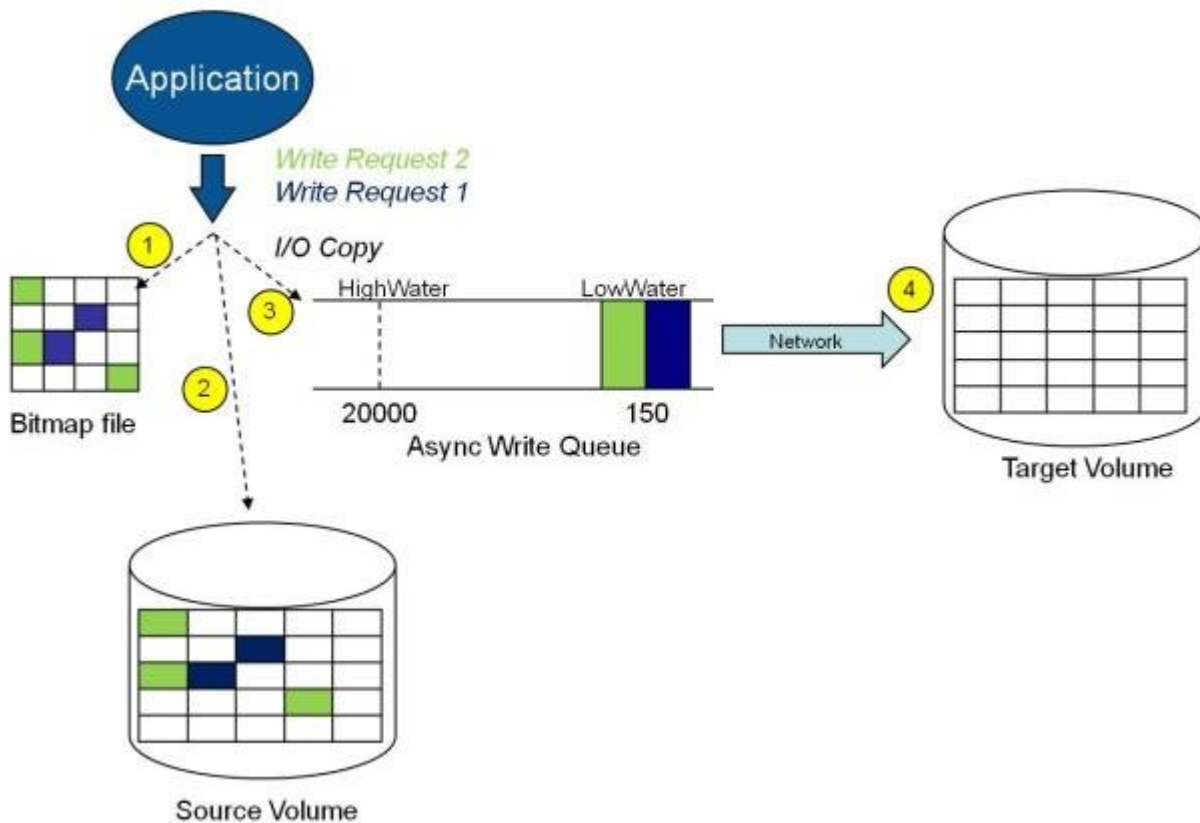 Application
Write Request 2
Write Request 1
1
I/O Copy
3
HighWater
LowWater
4
Network
2
Bitmap file
20000
150
Async Write Queue
Target Volume
Source Volume